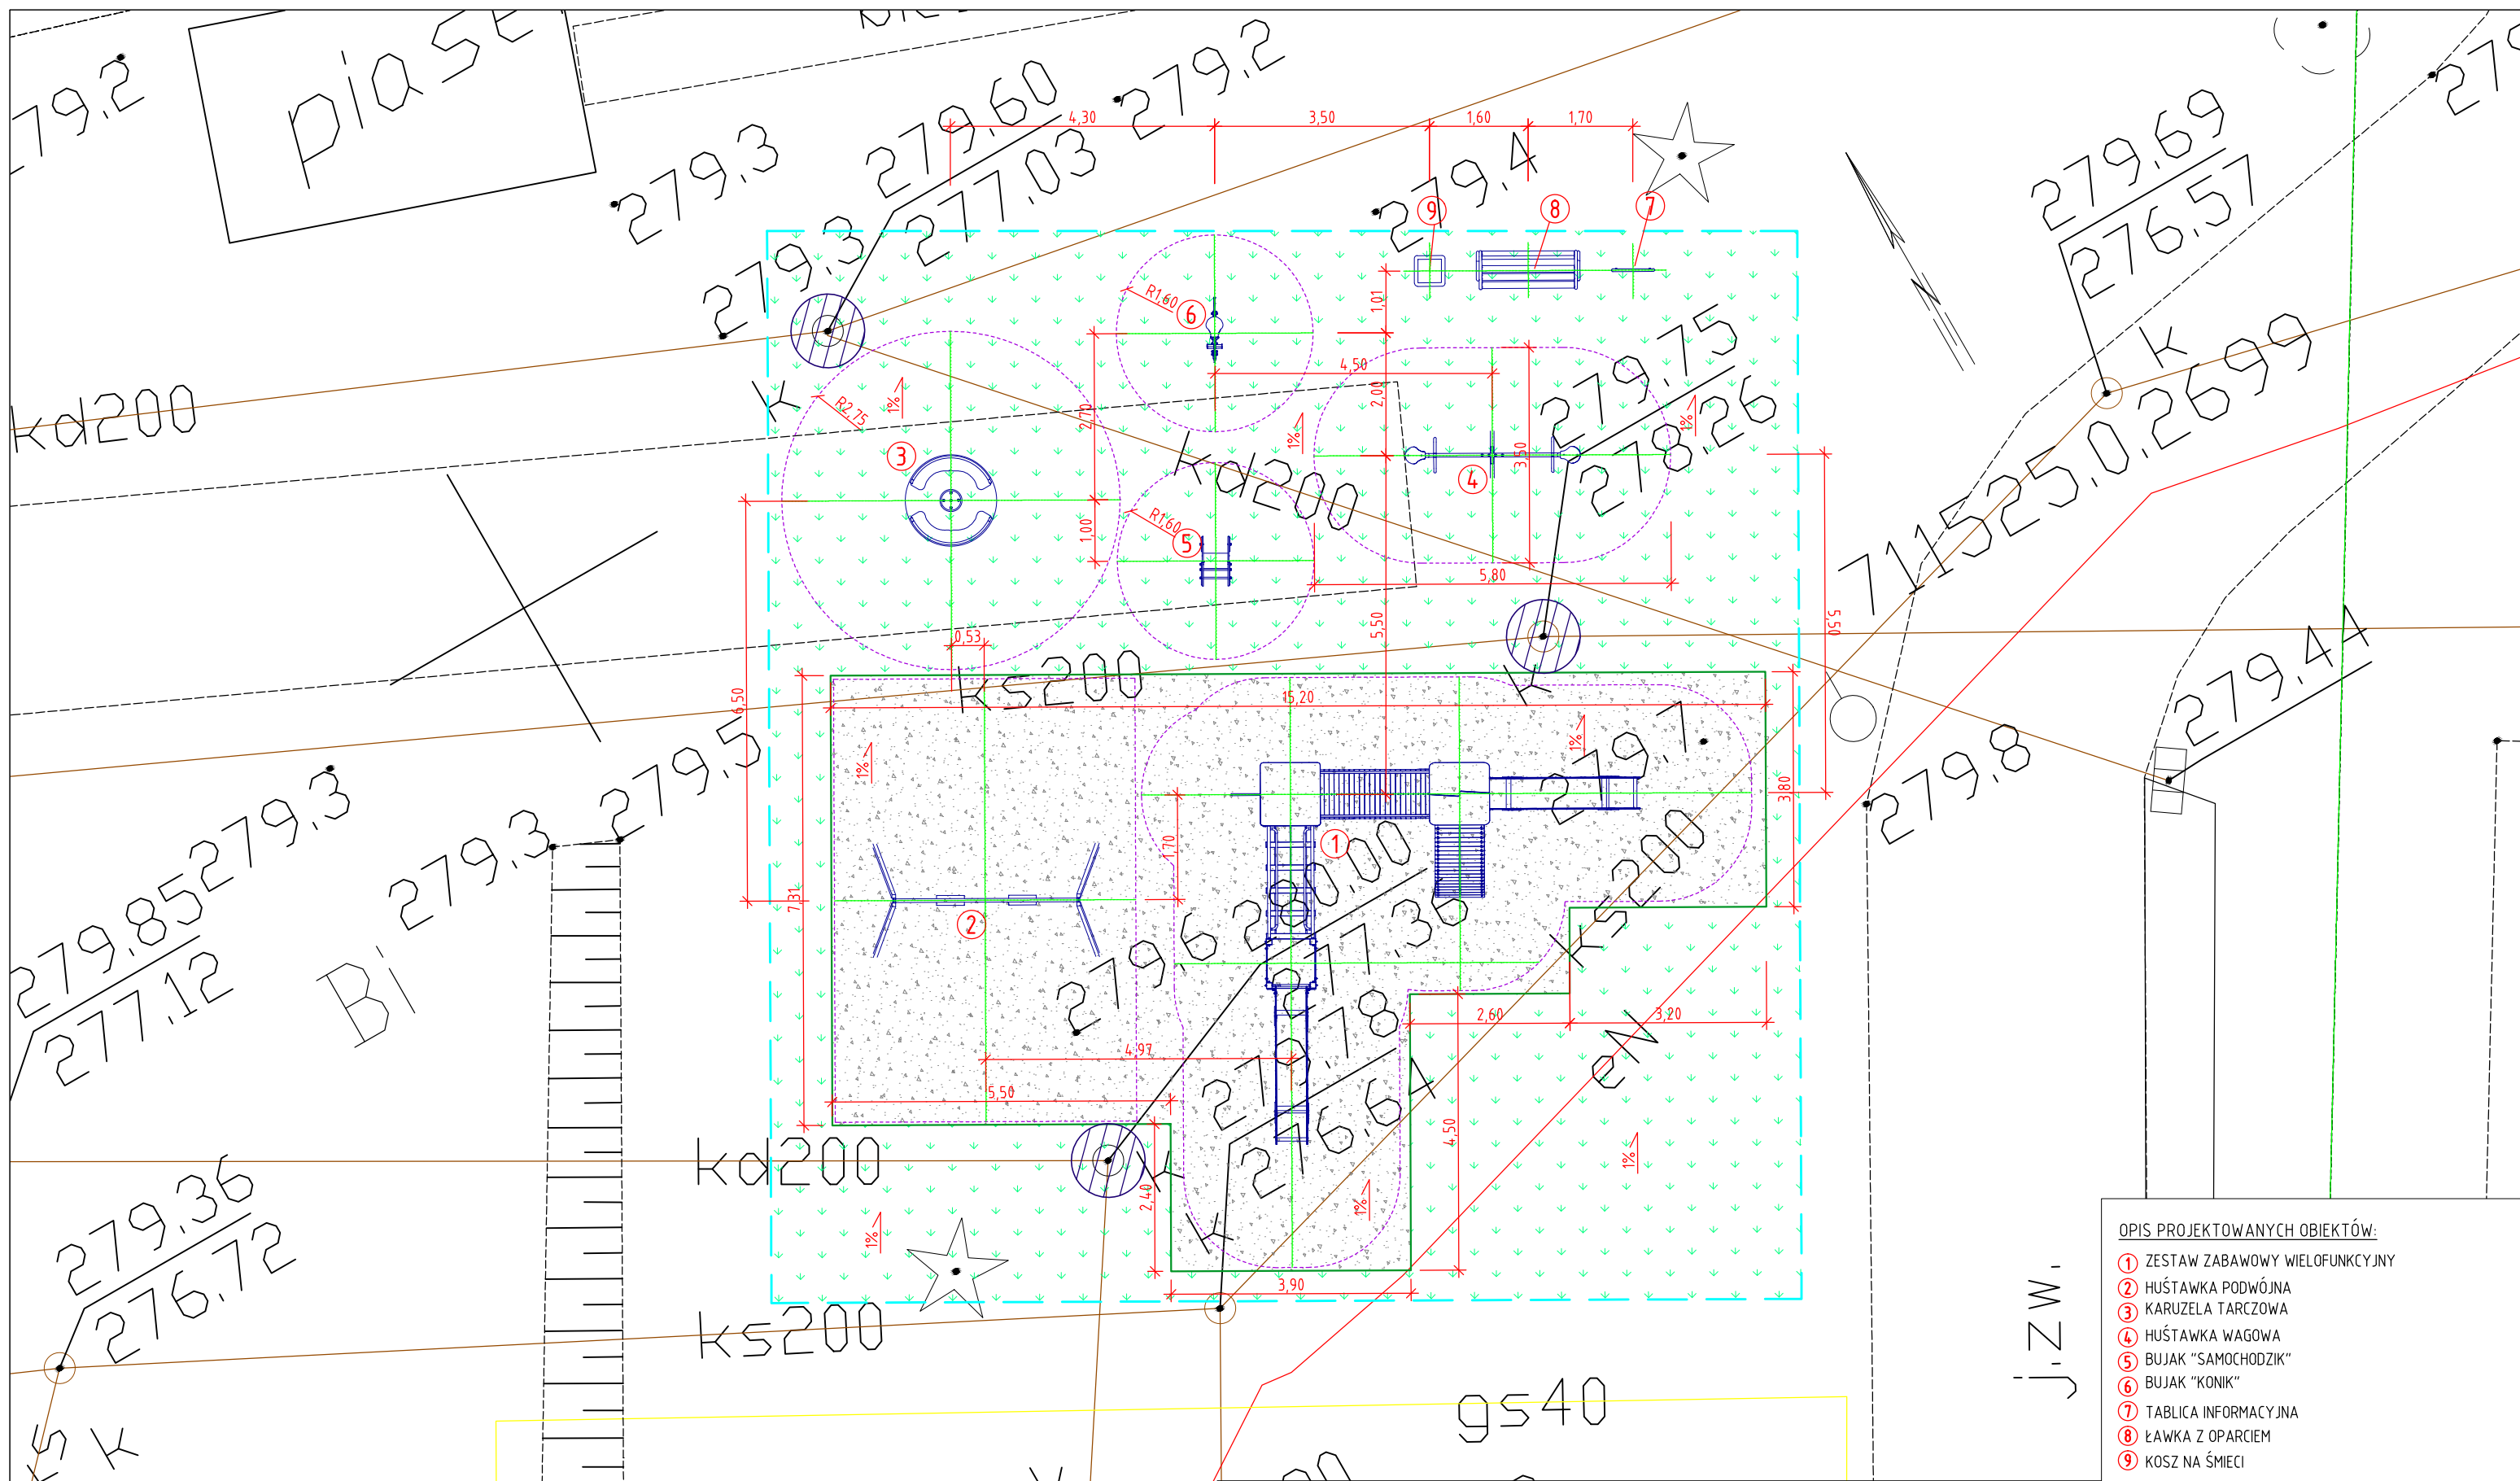 279,2
piase
279,3
279,60
277,03
279,2
4,30
3,50
1,60
1,70
279,4
9
8
7
279,69
276,57
279,3
R1,60
6
1,01
279,75
278,26
k
kd200
k
1%
R2,75
2,70
4,50
2,00
1%
1%
3
kd200
3,50
4
711525.0.2699
R1,60
5
1,00
5,80
5,50
5,50
0,53
ks200
k
6,50
15,20
279,44
279,5
279,3
1%
1%
279,7
279,8
3,80
1,70
1
7,31
279,85
277,12
279,3
Bi
2
279,6
280,00
277,36
ks200
2,60
3,20
eN
4,97
279,78
276,64
5,50
4,50
kd200
k
2,40
1%
1%
1%
k
279,36
276,72
3,90
ks200
gs40
k
j.ZW.
OPIS PROJEKTOWANYCH OBIEKTÓW:
1 ZESTAW ZABAWOWY WIELOFUNKCYJNY
2 HUŚTAWKA PODWÓJNA
3 KARUZELA TARCZOWA
4 HUŚTAWKA WAGOWA
5 BUJAK "SAMOCHODZIK"
6 BUJAK "KONIK"
7 TABLICA INFORMACYJNA
8 ŁAWKA Z OPARCIEM
9 KOSZ NA ŚMIECI